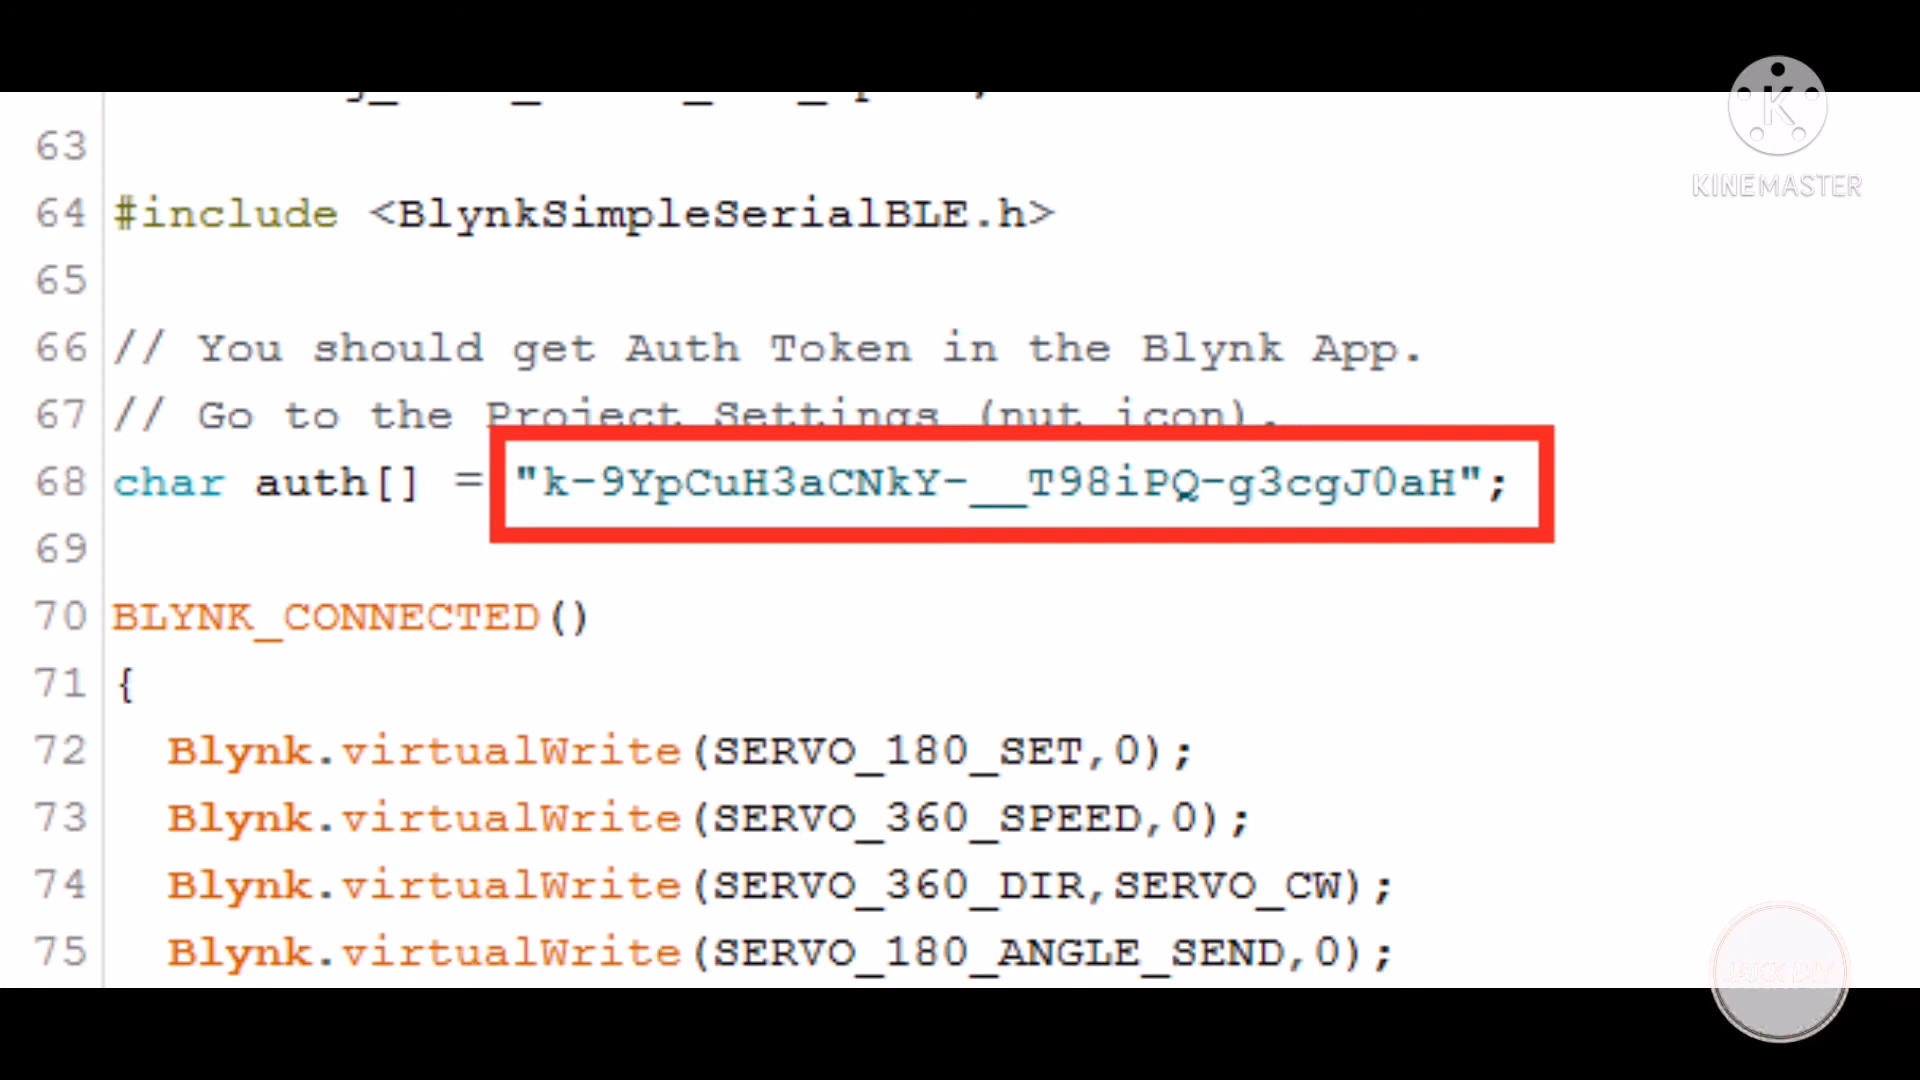 63
64 #include <BlynkSimpleSerialBLE.h>
65
66 // You should get Auth Token in the Blynk App.
67 // Go to the Project Settings (nut icon).
68 char auth[] = "k-9YpCuH3aCNkY-__T98iPQ-g3cgJ0aH";
69
70 BLYNK_CONNECTED()
71 {
72 Blynk.virtualWrite(SERVO_180_SET,0);
73 Blynk.virtualWrite(SERVO_360_SPEED,0);
74 Blynk.virtualWrite(SERVO_360_DIR,SERVO_CW);
75 Blynk.virtualWrite(SERVO_180_ANGLE_SEND,0);
K
KINEMASTER